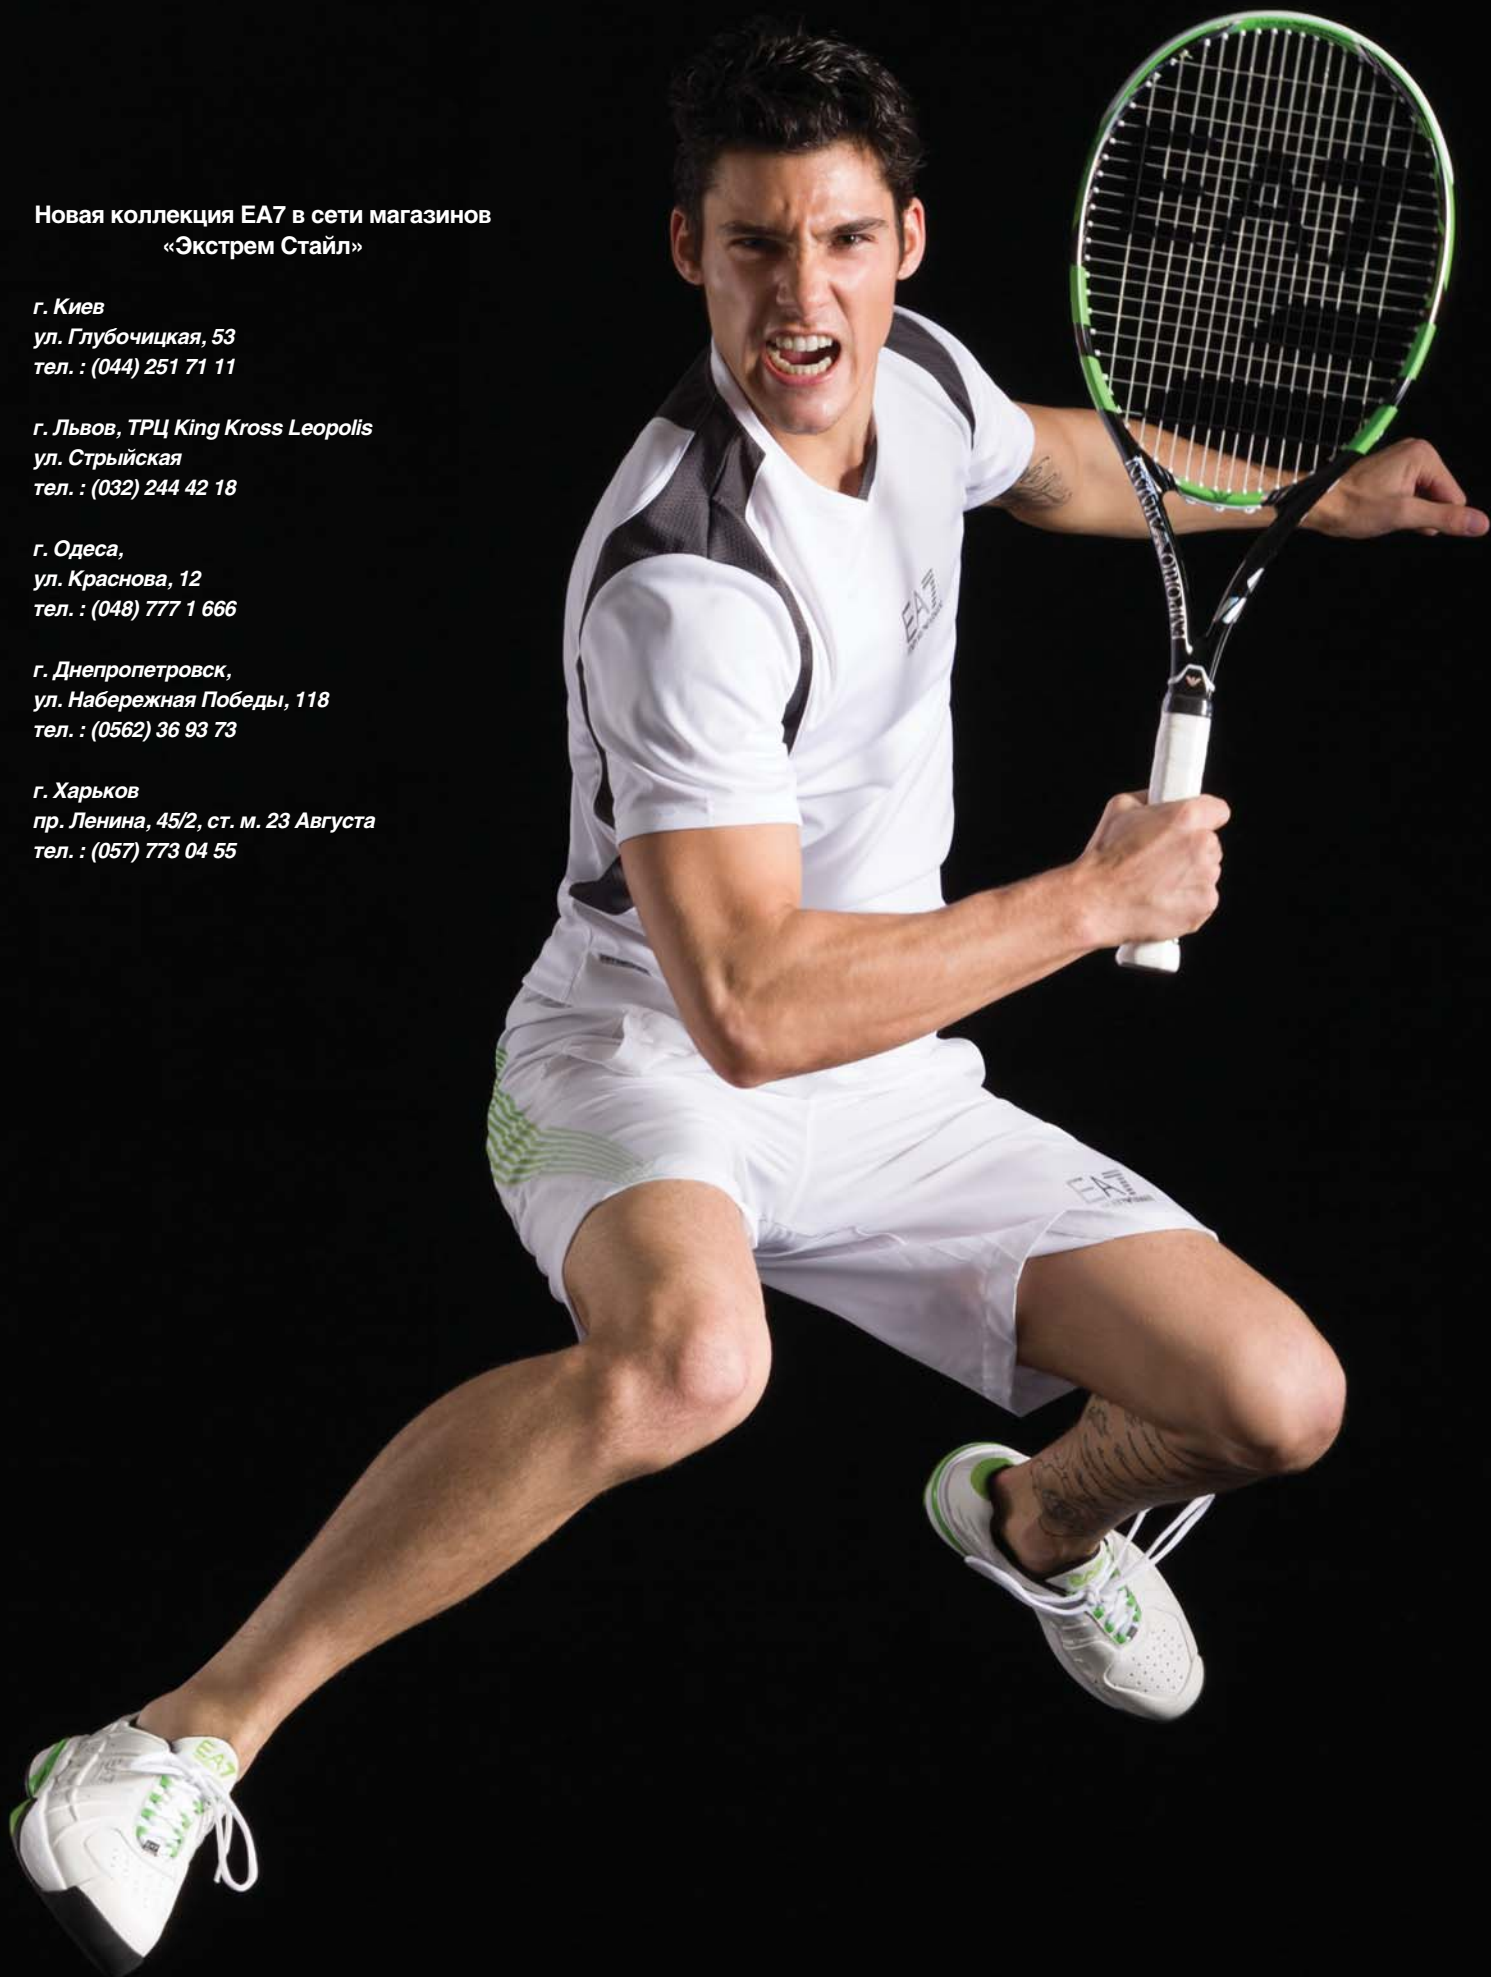 Новая коллекция EA7 в сети магазинов
«Экстрем Стайл»
г. Киев
ул. Глубочицкая, 53
тел. : (044) 251 71 11
г. Львов, ТРЦ King Kross Leopolis
ул. Стрыйская
тел. : (032) 244 42 18
г. Одеса,
ул. Краснова, 12
тел. : (048) 777 1 666
г. Днепропетровск,
ул. Набережная Победы, 118
тел. : (0562) 36 93 73
г. Харьков
пр. Ленина, 45/2, ст. м. 23 Августа
тел. : (057) 773 04 55
EA7
EMPORIO ARMANI
EA7
EA7
EA7